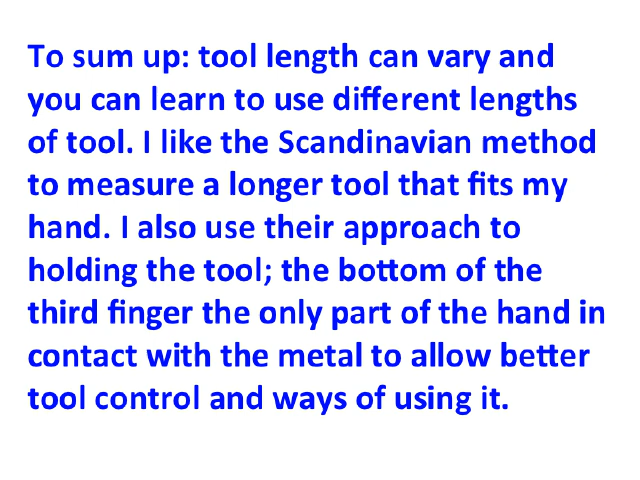 To sum up: tool length can vary and
you can learn to use different lengths
of tool. I like the Scandinavian method
to measure a longer tool that fits my
hand. I also use their approach to
holding the tool; the bottom of the
third finger the only part of the hand in
contact with the metal to allow better
tool control and ways of using it.